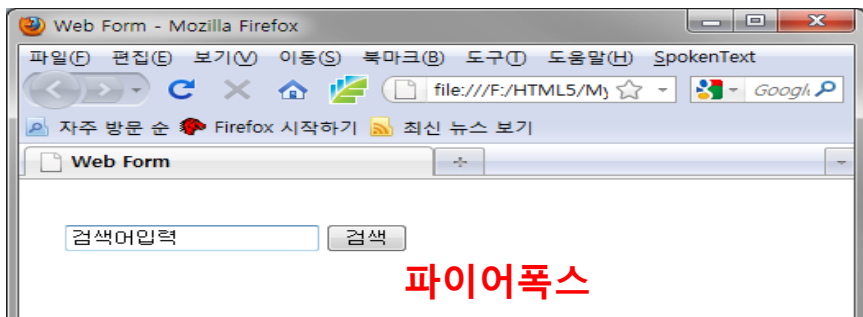 Web Form - Mozilla Firefox
파일(F) 편집(E) 보기(V) 이동(S) 북마크(B) 도구(T) 도움말(H) SpokenText
file:///F:/HTML5/My Googl
자주 방문 순 Firefox 시작하기 최신 뉴스 보기
Web Form
검색어입력 검색
파이어폭스